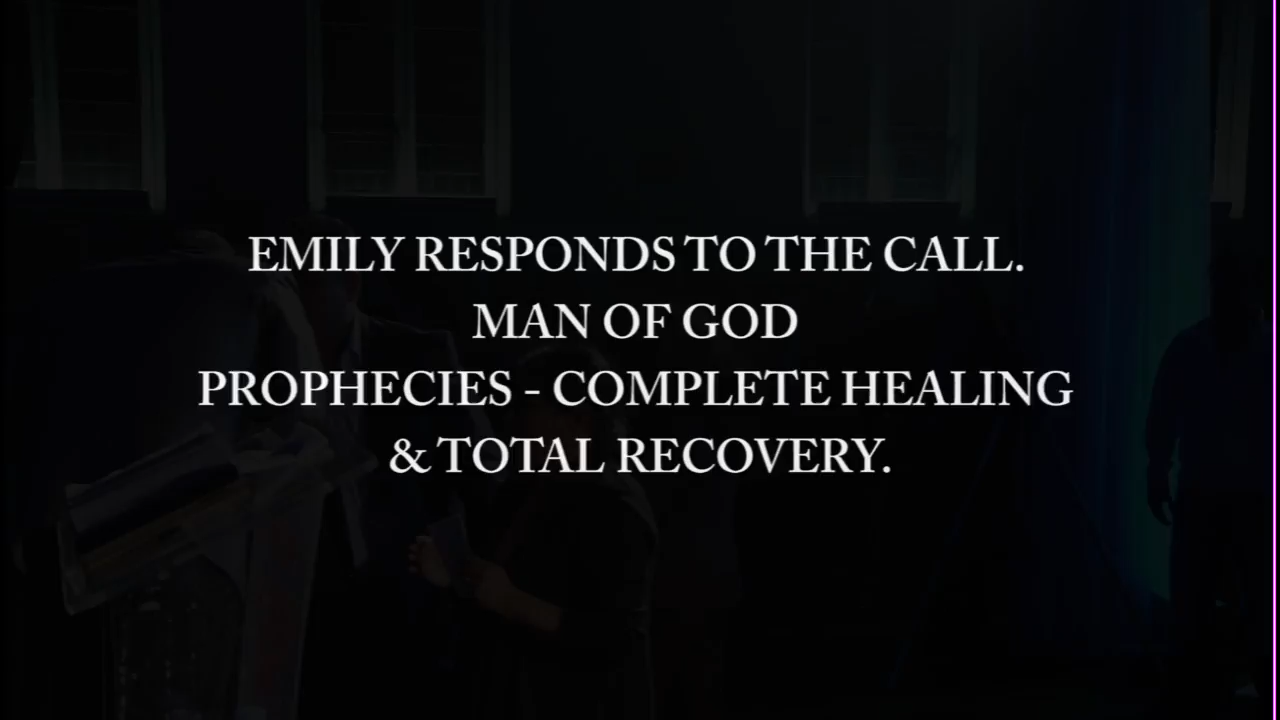 EMILY RESPONDS TO THE CALL.
MAN OF GOD
PROPHECIES - COMPLETE HEALING
& TOTAL RECOVERY.